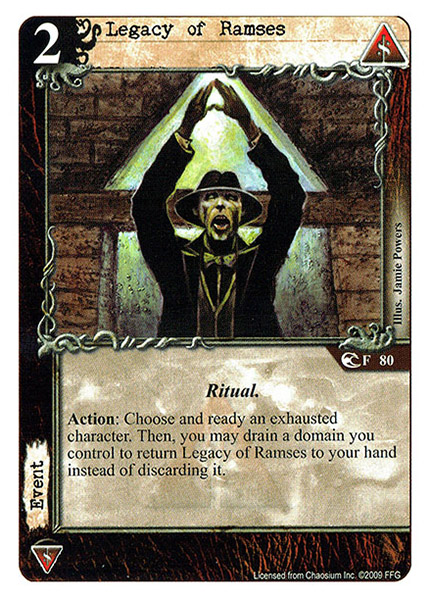 2
Legacy of Ramses
Illus. Jamie Powers
F 80
Ritual.
Action: Choose and ready an exhausted
character. Then, you may drain a domain you
control to return Legacy of Ramses to your hand
instead of discarding it.
Event
Licensed from Chaosium Inc. ©2009 FFG